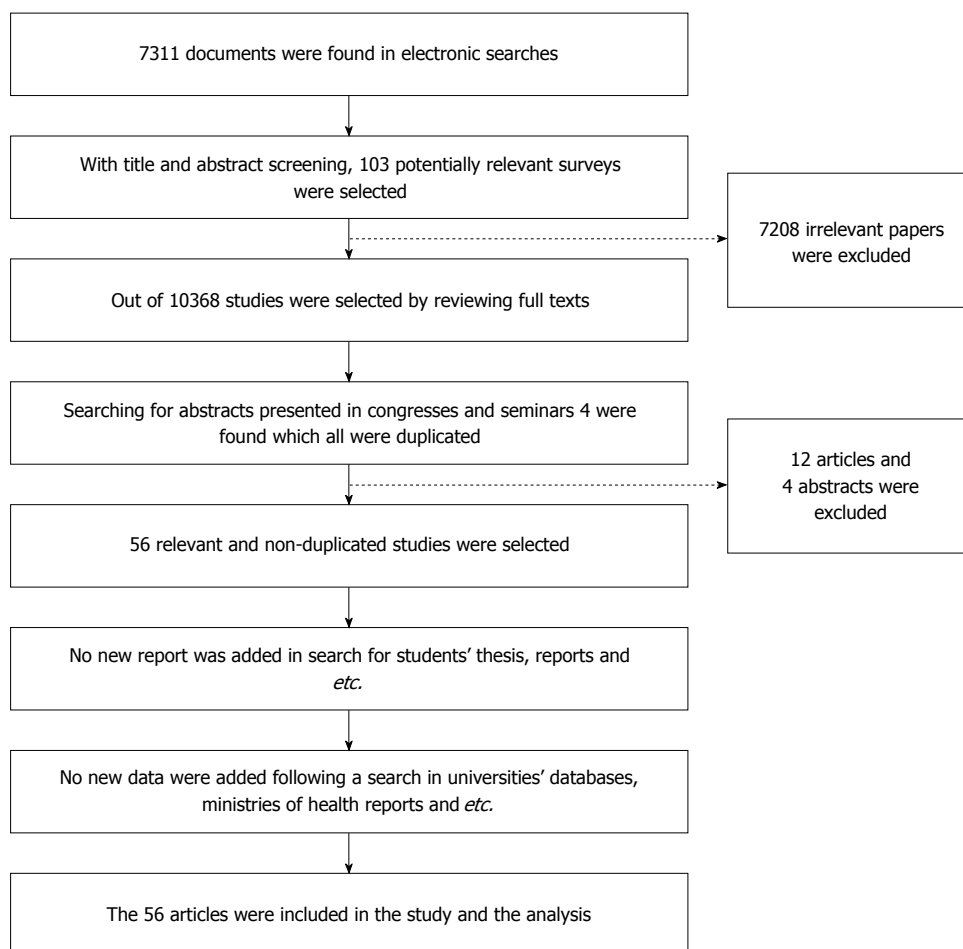 7311 documents were found in electronic searches
With title and abstract screening, 103 potentially relevant surveys
were selected
7208 irrelevant papers
were excluded
Out of 10368 studies were selected by reviewing full texts
Searching for abstracts presented in congresses and seminars 4 were
found which all were duplicated
12 articles and
4 abstracts were
excluded
56 relevant and non-duplicated studies were selected
No new report was added in search for students’ thesis, reports and
etc.
No new data were added following a search in universities’ databases,
ministries of health reports and etc.
The 56 articles were included in the study and the analysis